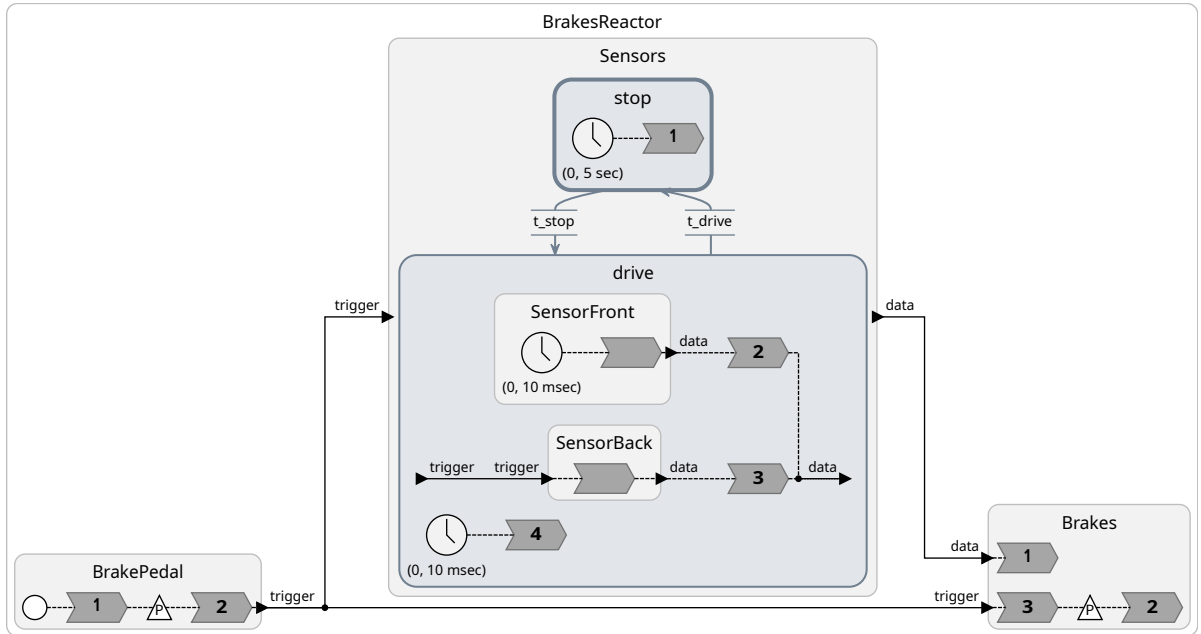 BrakesReactor
Sensors
stop
1
(0, 5 sec)
t_stop
t_drive
drive
SensorFront
data
2
(0, 10 msec)
SensorBack
trigger
trigger
data
3
data
4
(0, 10 msec)
trigger
data
BrakePedal
1
P
2
trigger
Brakes
data
1
trigger
3
P
2